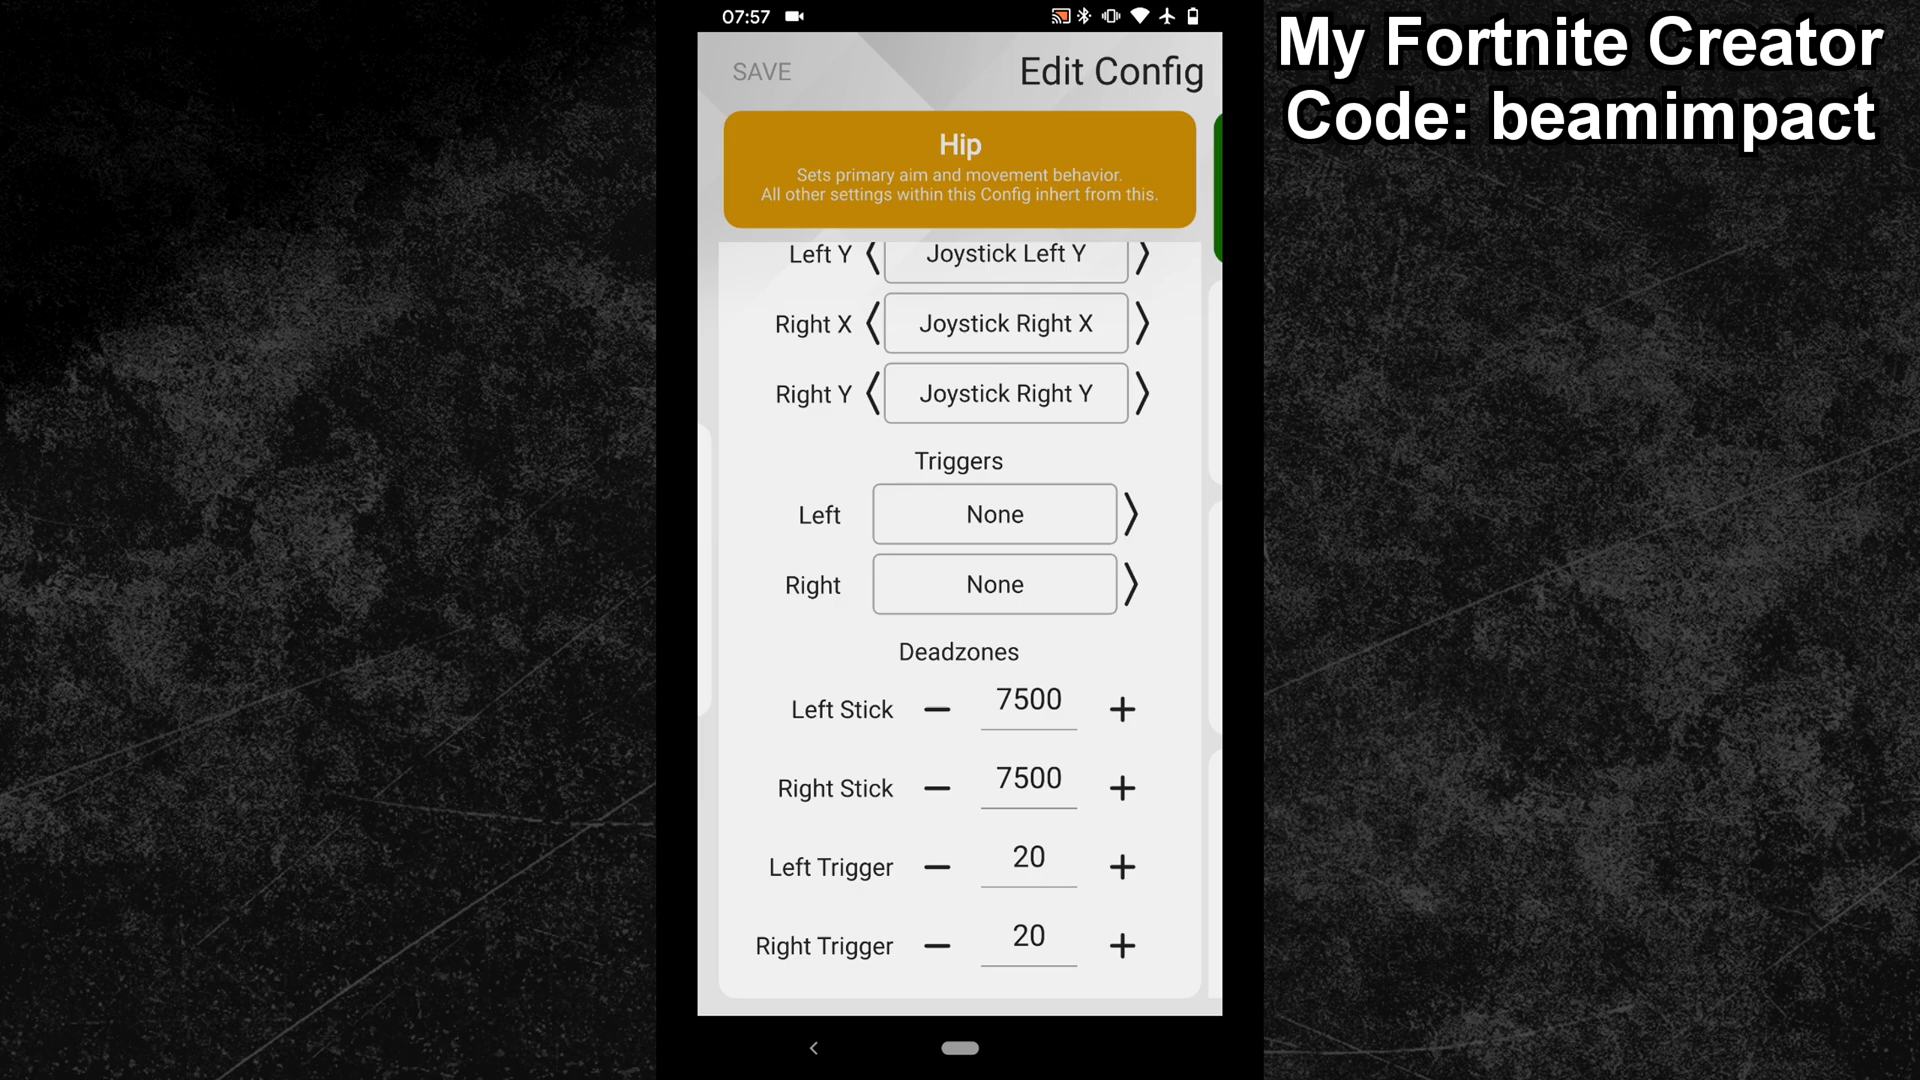 07:57
My Fortnite Creator
Code: beamimpact
SAVE
Edit Config
Hip
Sets primary aim and movement behavior.
All other settings within this Config inhert from this.
Left Y
Joystick Left Y
Right X
Joystick Right X
Right Y
Joystick Right Y
Triggers
Left
None
Right
None
Deadzones
Left Stick
7500
Right Stick
7500
Left Trigger
20
Right Trigger
20